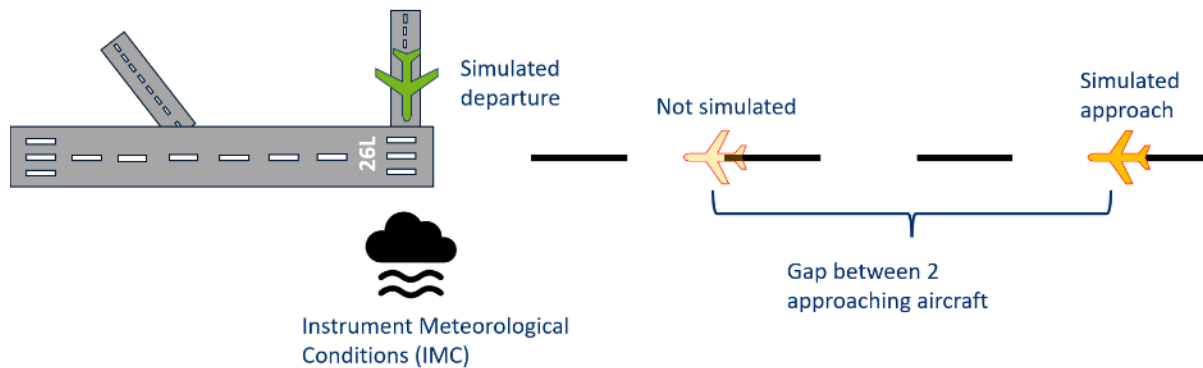 Simulated
departure
Not simulated
Simulated
approach
26L
Gap between 2
approaching aircraft
Instrument Meteorological
Conditions (IMC)